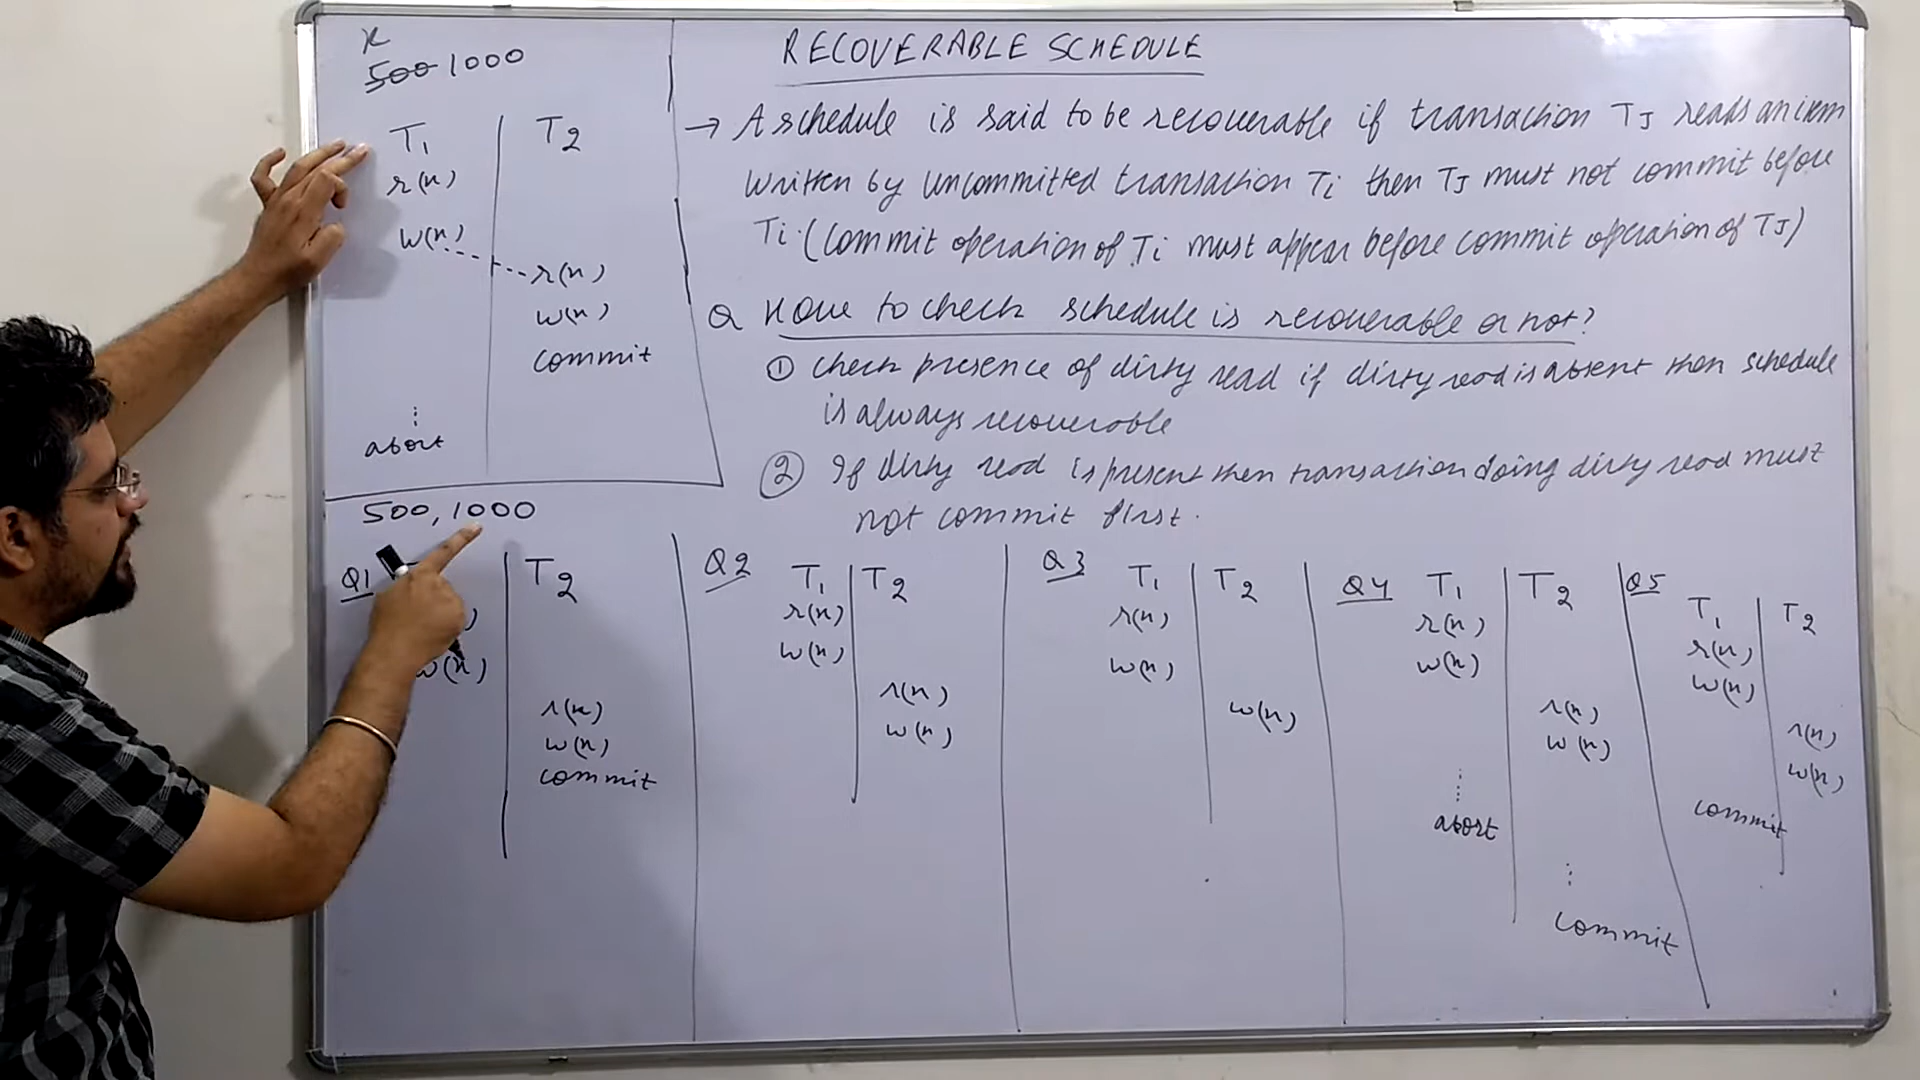 x
500 1000
T1 T2
r(x)
w(x)
r(x)
w(x)
commit
abort
RECOVERABLE SCHEDULE
→ A schedule is said to be recoverable if transaction TJ reads an item
written by uncommitted transaction Ti then TJ must not commit before
Ti. (Commit operation of Ti must appear before commit operation of TJ)
Q How to check schedule is recoverable or not?
① Check presence of dirty read if dirty read is absent then schedule
is always recoverable
② If dirty read is present then transaction doing dirty read must
not commit first.
500, 1000
Q1 T2
w(x)
r(x)
w(x)
commit
Q2 T1 T2
r(x)
w(x)
r(x)
w(x)
Q3 T1 T2
r(x)
w(x)
w(x)
Q4 T1 T2
r(x)
w(x)
r(x)
w(x)
abort
commit
Q5 T1 T2
r(x)
w(x)
r(x)
w(x)
commit